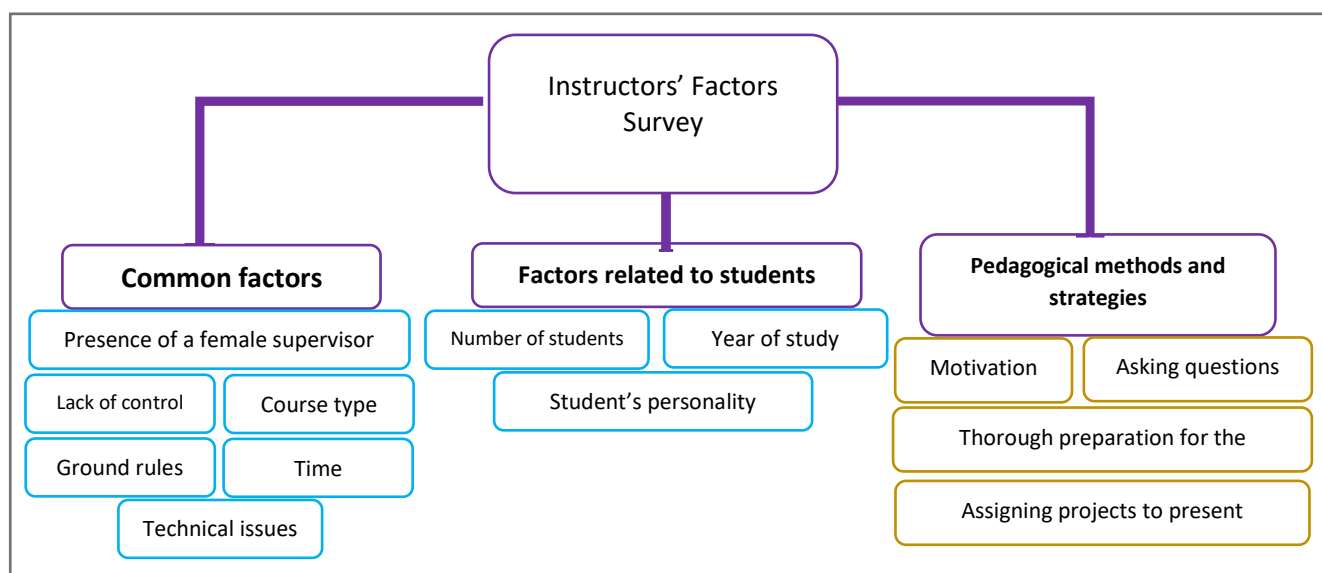 Instructors’ Factors
Survey
Common factors
Presence of a female supervisor
Lack of control
Course type
Ground rules
Time
Technical issues
Factors related to students
Number of students
Year of study
Student’s personality
Pedagogical methods and
strategies
Motivation
Asking questions
Thorough preparation for the
Assigning projects to present